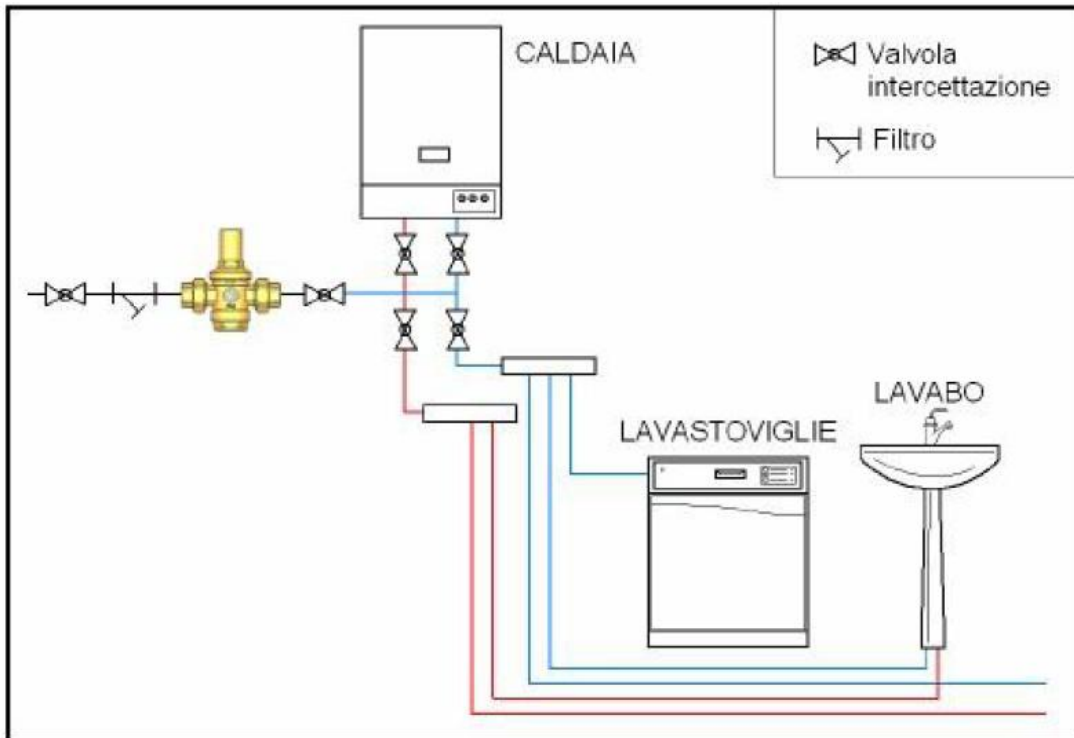 CALDAIA
Valvola
intercettazione
Filtro
LAVABO
LAVASTOVIGLIE